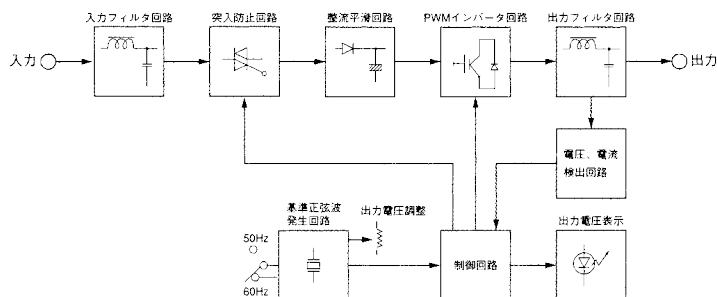 入力フィルタ回路
突入防止回路
整流平滑回路
PWMインバータ回路
出力フィルタ回路
入力
出力
電圧、電流
検出回路
基準正弦波
発生回路
出力電圧調整
出力電圧表示
50Hz
60Hz
制御回路